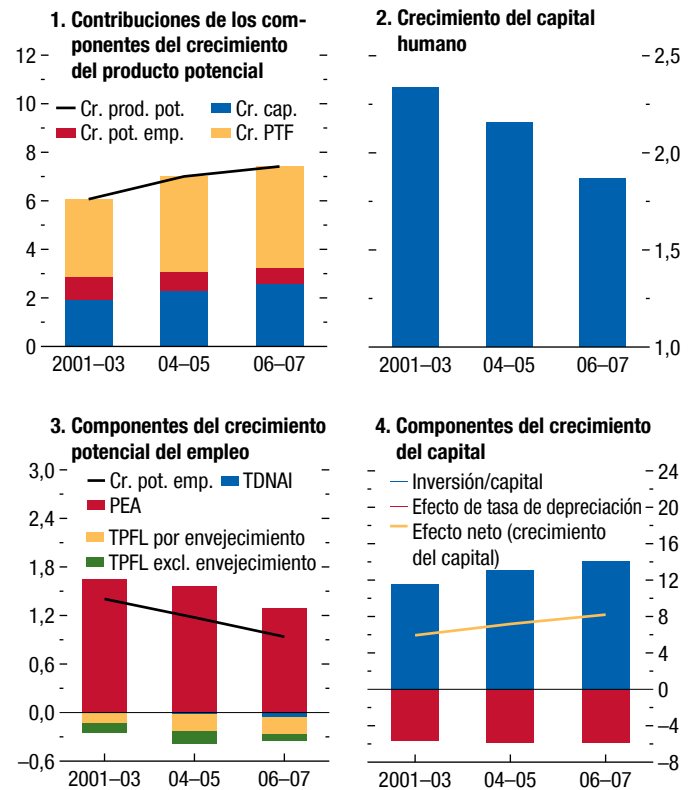 1. Contribuciones de los com-
ponentes del crecimiento
del producto potencial
12
10
8
6
4
2
0
Cr. prod. pot.
Cr. cap.
Cr. pot. emp.
Cr. PTF
2001–03
04–05
06–07
2. Crecimiento del capital
humano
2,5
2,0
1,5
1,0
2001–03
04–05
06–07
3. Componentes del crecimiento
potencial del empleo
3,0
2,4
1,8
1,2
0,6
0,0
–0,6
Cr. pot. emp.
TDNAI
PEA
TPFL por envejecimiento
TPFL excl. envejecimiento
2001–03
04–05
06–07
4. Componentes del crecimiento
del capital
Inversión/capital
Efecto de tasa de depreciación
Efecto neto (crecimiento
del capital)
24
20
16
12
8
4
0
–4
–8
2001–03
04–05
06–07